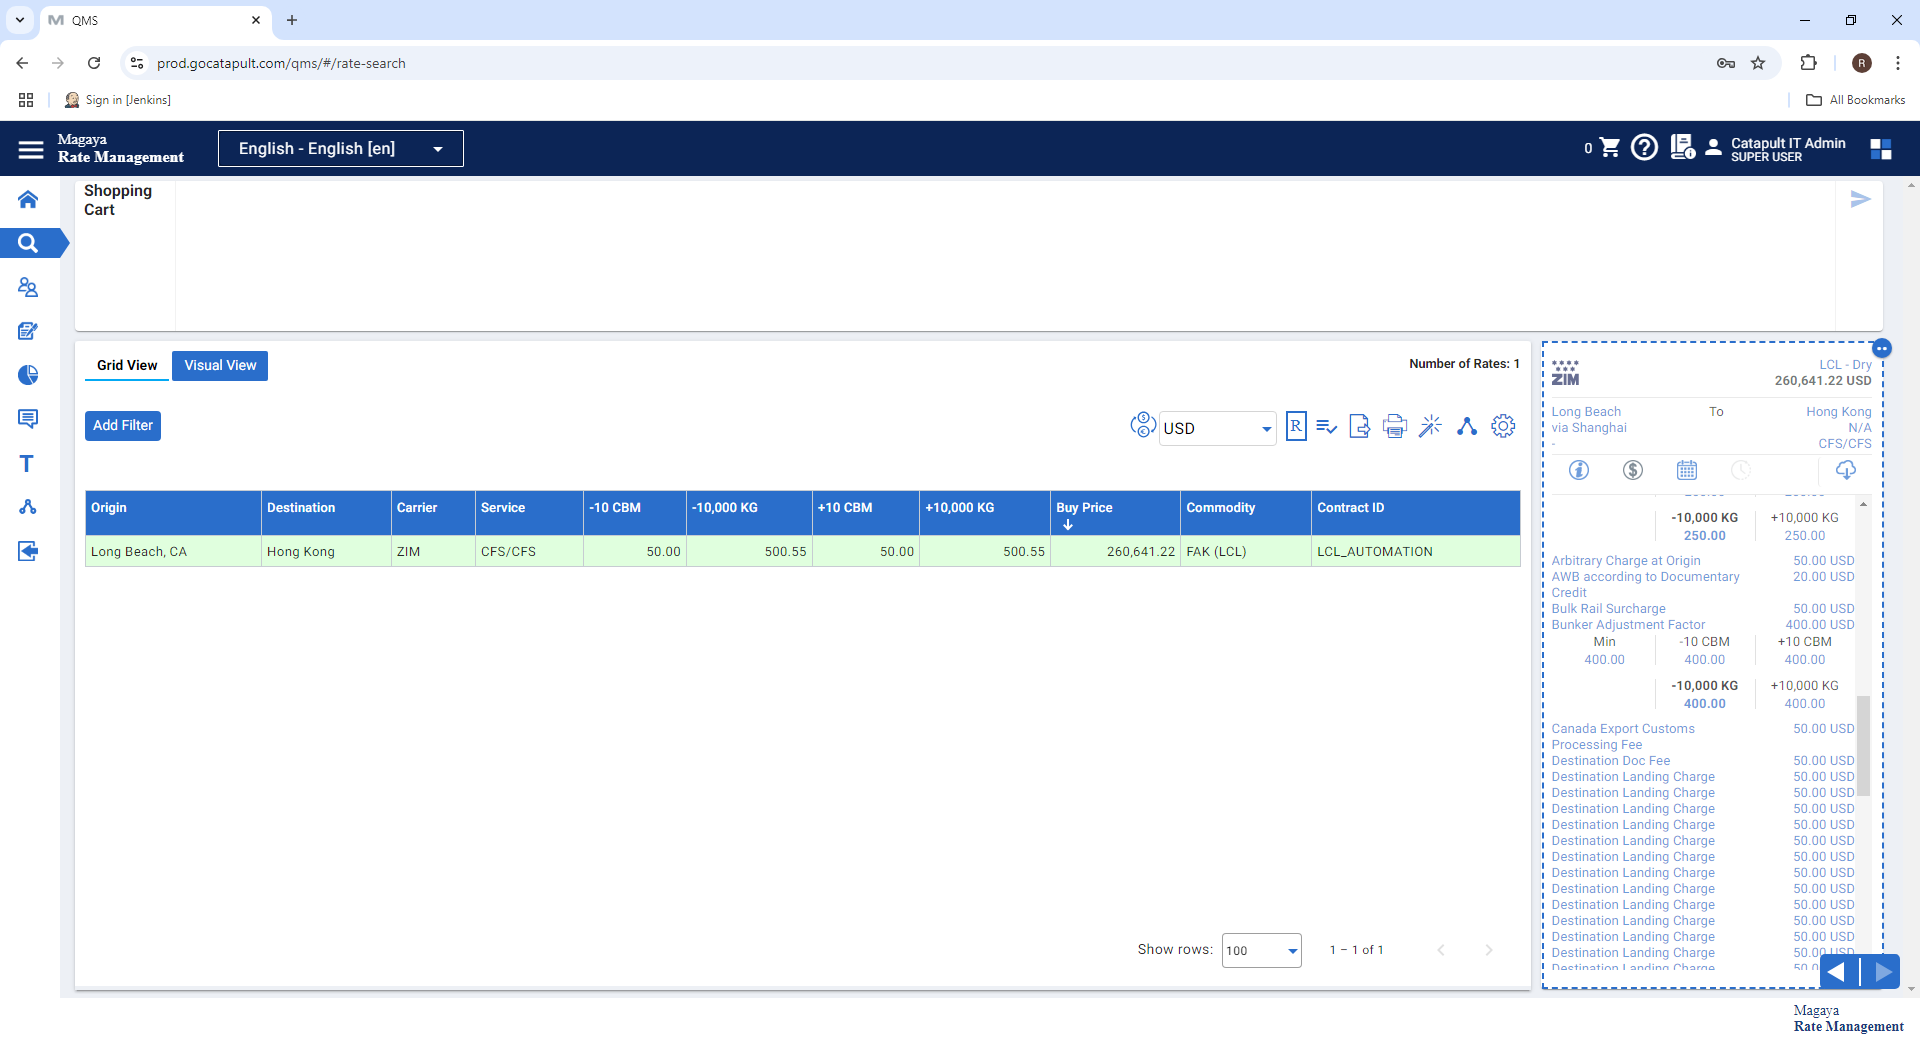 QMS
prod.gocatapult.com/qms/#/rate-search
R
Sign in [Jenkins]
All Bookmarks
Magaya
Rate Management
English - English [en]
0
Catapult IT Admin
SUPER USER
Shopping
Cart
Grid View
Visual View
Number of Rates: 1
Add Filter
USD
R
Origin
Destination
Carrier
Service
-10 CBM
-10,000 KG
+10 CBM
+10,000 KG
Buy Price
Commodity
Contract ID
Long Beach, CA
Hong Kong
ZIM
CFS/CFS
50.00
500.55
50.00
500.55
260,641.22
FAK (LCL)
LCL_AUTOMATION
Show rows:
100
1 – 1 of 1
ZIM
LCL - Dry
260,641.22 USD
Long Beach
To
Hong Kong
via Shanghai
N/A
-
CFS/CFS
-10,000 KG
+10,000 KG
250.00
250.00
Arbitrary Charge at Origin
50.00 USD
AWB according to Documentary
20.00 USD
Credit
Bulk Rail Surcharge
50.00 USD
Bunker Adjustment Factor
400.00 USD
Min
-10 CBM
+10 CBM
400.00
400.00
400.00
-10,000 KG
+10,000 KG
400.00
400.00
Canada Export Customs
50.00 USD
Processing Fee
Destination Doc Fee
50.00 USD
Destination Landing Charge
50.00 USD
Destination Landing Charge
50.00 USD
Destination Landing Charge
50.00 USD
Destination Landing Charge
50.00 USD
Destination Landing Charge
50.00 USD
Destination Landing Charge
50.00 USD
Destination Landing Charge
50.00 USD
Destination Landing Charge
50.00 USD
Destination Landing Charge
50.00 USD
Destination Landing Charge
50.00 USD
Destination Landing Charge
50.00 USD
Destination Landing Charge
50.00 USD
Destination Landing Charge
Magaya
Rate Management